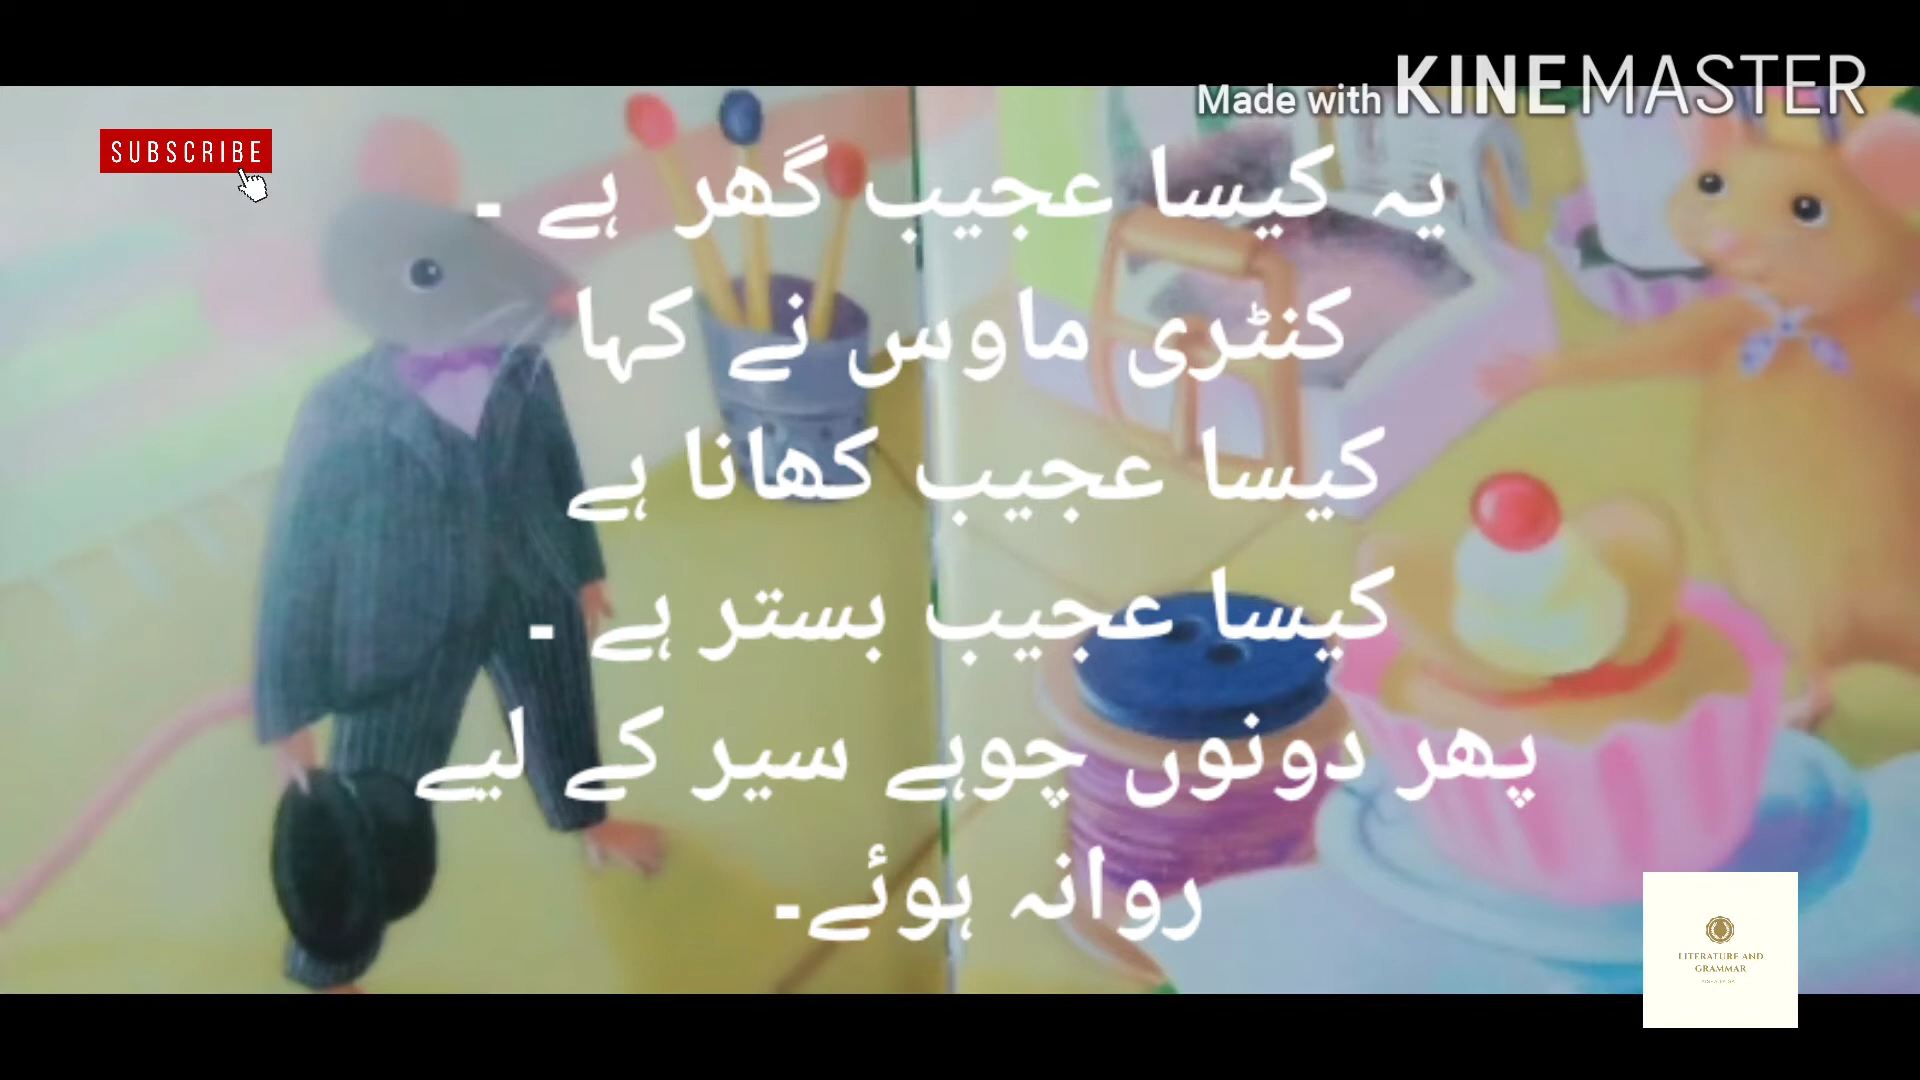 Made with KINEMASTER
SUBSCRIBE
یہ کیسا عجیب گھر ہے ۔
کنٹری ماوس نے کہا
کیسا عجیب کھانا ہے
کیسا عجیب بستر ہے ۔
پھر دونوں چوہے سیر کے لیے
روانہ ہوئے۔
LITERATURE AND
GRAMMAR